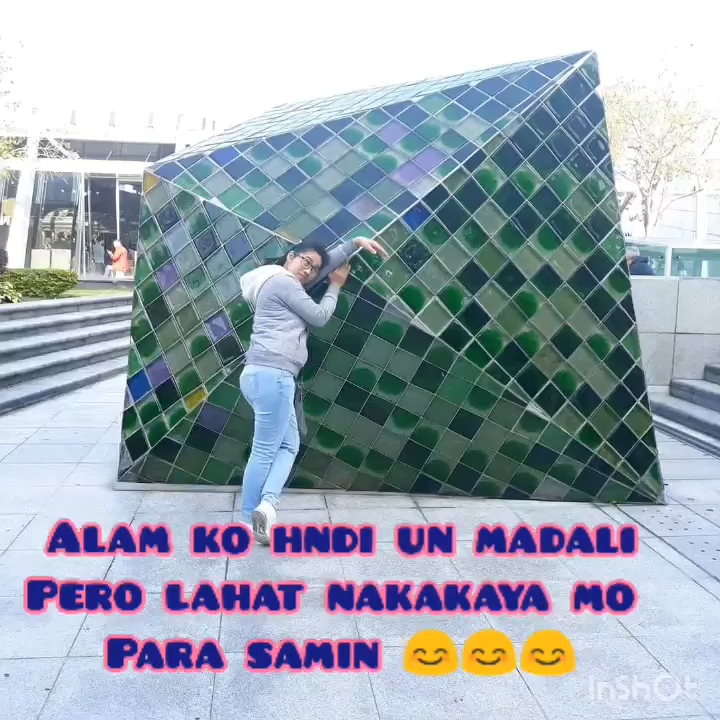 Alam ko hndi un madali
Pero lahat nakakaya mo
Para samin 😊😊😊
InShOt